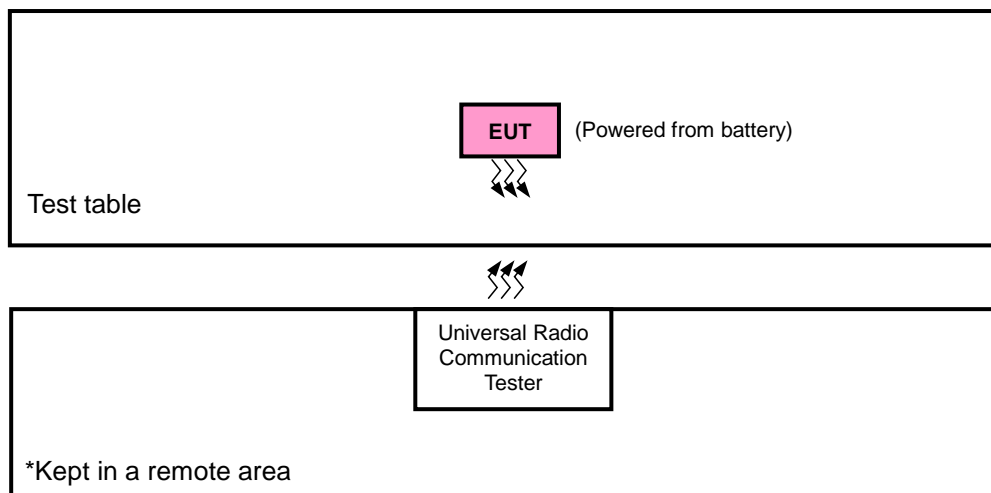 EUT
(Powered from battery)
Test table
Universal Radio
Communication
Tester
*Kept in a remote area